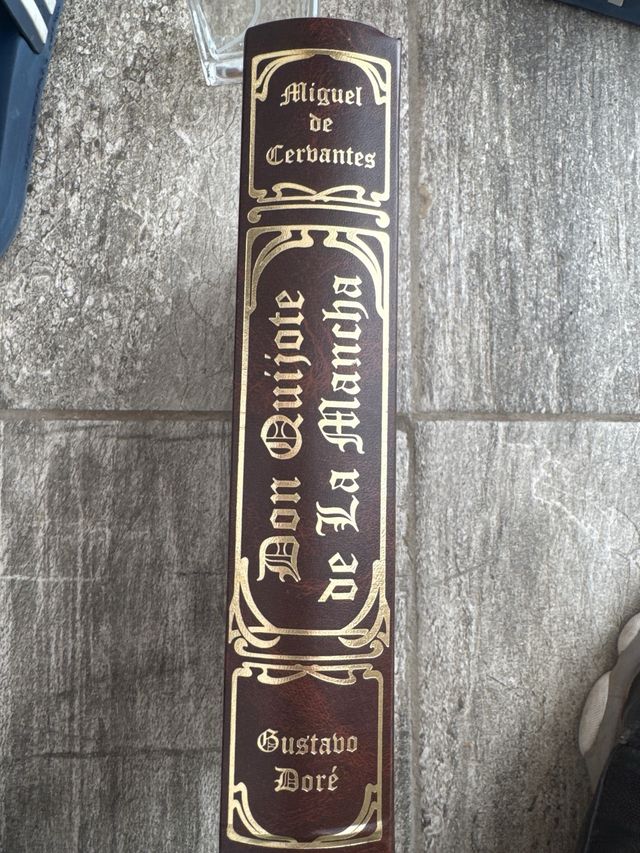 Miguel
de
Cervantes
Don Quijote
de La Mancha
Gustavo
Doré